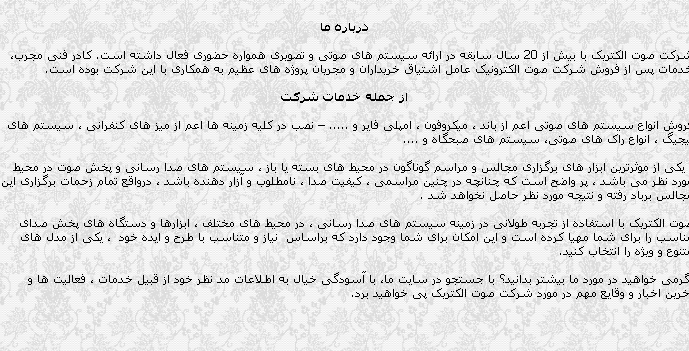 درباره ما
شرکت صوت الکتریک با بیش از 20 سال سابقه در ارائه سیستم های صوتی و تصویری همواره حضوری فعال داشته است. کادر فنی مجرب،
خدمات پس از فروش شرکت صوت الکترونیک عامل اشتیاق خریداران و مجریان پروژه های عظیم به همکاری با این شرکت بوده است.
از جمله خدمات شرکت
فروش انواع سیستم های صوتی اعم از باند ، میکروفون ، امپلی فایر و ..... – نصب در کلیه زمینه ها اعم از میز های کنفرانی ، سیستم های
پیجیگ ، انواع راک های صوتی، سیستم های صبحگاه و ....
یکی از موثرترین ابزار های برگزاری مجالس و مراسم گوناگون در محیط های بسته یا باز ، سیستم های صدا رسانی و پخش صوت در محیط
مورد نظر می باشد ، پر واضح است که چنانچه در چنین مراسمی ، کیفیت صدا ، نامطلوب و آزار دهنده باشد ، درواقع تمام زحمات برگزاری این
مجالس برباد رفته و نتیجه مورد نظر حاصل نخواهد شد .
صوت الکتریک با استفاده از تجربه طولانی در زمینه سیستم های صدا رسانی ، در محیط های مختلف ، ابزارها و دستگاه های پخش صدای
مناسب را برای شما مهیا کرده است و این امکان برای شما وجود دارد که براساس نیاز و متناسب با طرح و ایده خود ، یکی از مدل های
متنوع و ویژه را انتخاب کنید.
اگرمی خواهید در مورد ما بیشتر بدانید؟ با جستجو در سایت ما، با آسودگی خیال به اطلاعات مد نظر خود از قبیل خدمات ، فعالیت ها و
آخرین اخبار و وقایع مهم در مورد شرکت صوت الکتریک پی خواهید برد.